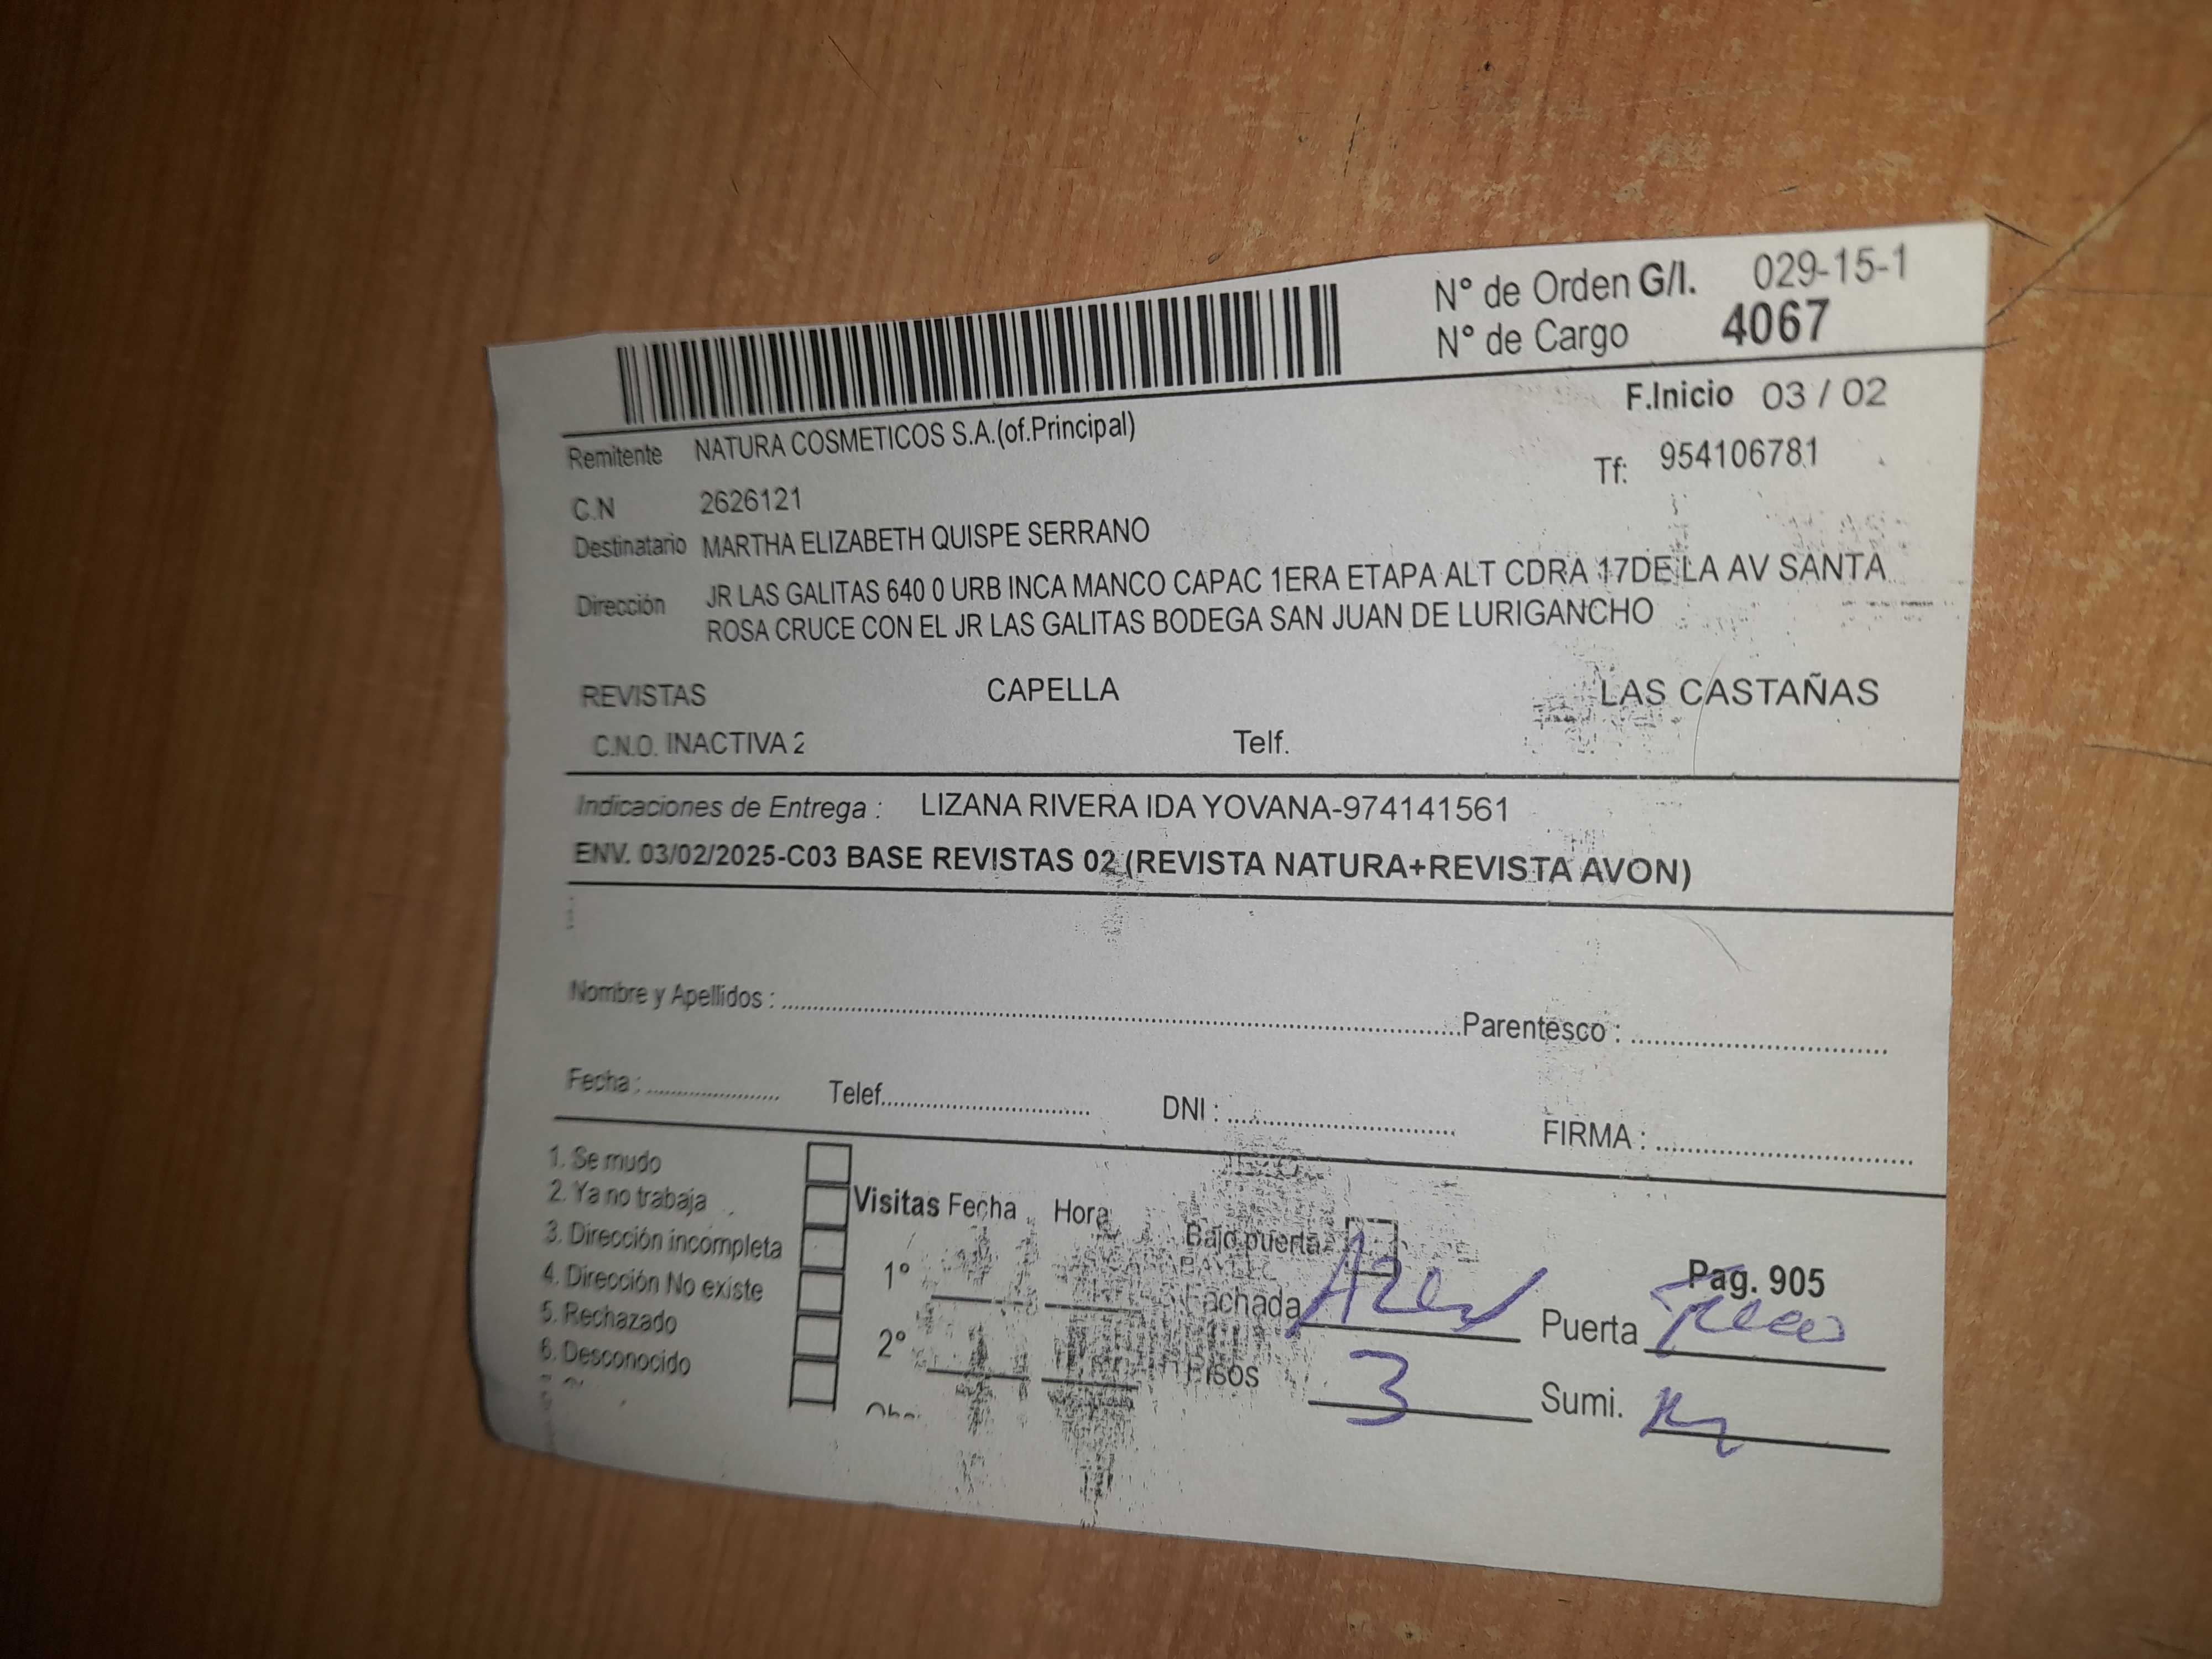 N° de Orden G/I. 029-15-1
N° de Cargo 4067
F.Inicio 03 / 02
Remitente NATURA COSMETICOS S.A.(of.Principal)
Tf: 954106781
C.N 2626121
Destinatario MARTHA ELIZABETH QUISPE SERRANO
Dirección JR LAS GALITAS 640 0 URB INCA MANCO CAPAC 1ERA ETAPA ALT CDRA 17DE LA AV SANTA
ROSA CRUCE CON EL JR LAS GALITAS BODEGA SAN JUAN DE LURIGANCHO
REVISTAS CAPELLA LAS CASTAÑAS
C.N.O. INACTIVA 2 Telf.
Indicaciones de Entrega : LIZANA RIVERA IDA YOVANA-974141561
ENV. 03/02/2025-C03 BASE REVISTAS 02 (REVISTA NATURA+REVISTA AVON)
Nombre y Apellidos : Parentesco :
Fecha : Telef. DNI : FIRMA :
1. Se mudo
2. Ya no trabaja
3. Dirección incompleta
4. Dirección No existe
5. Rechazado
6. Desconocido
Visitas Fecha Hora
1°
2°
Bajo puerta
Pag. 905
Fachada Puerta
Pisos 3 Sumi.